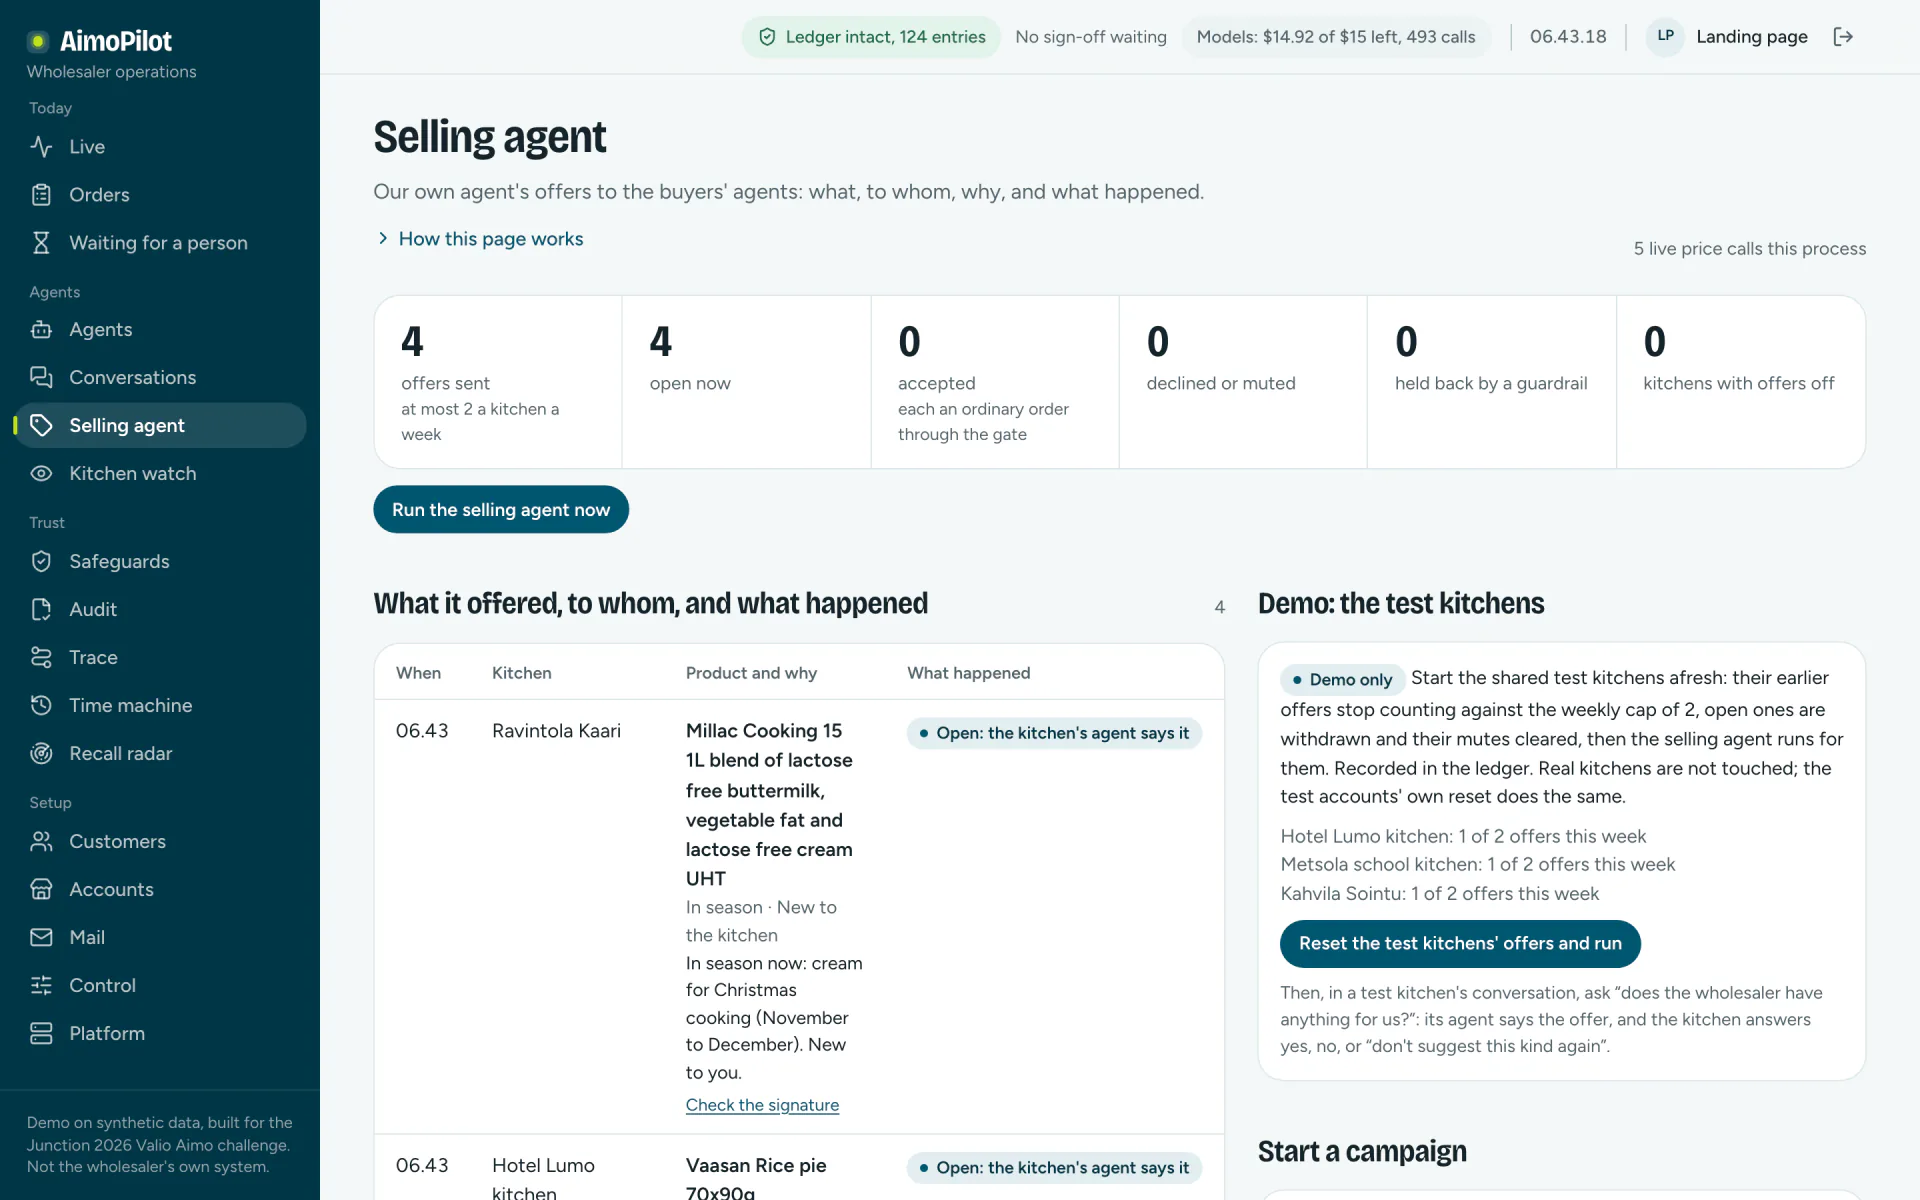 AimoPilot
Wholesaler operations
Today
Live
Orders
Waiting for a person
Agents
Agents
Conversations
Selling agent
Kitchen watch
Trust
Safeguards
Audit
Trace
Time machine
Recall radar
Setup
Customers
Accounts
Mail
Control
Platform
Demo on synthetic data, built for the
Junction 2026 Valio Aimo challenge.
Not the wholesaler's own system.
Ledger intact, 124 entries
No sign-off waiting
Models: $14.92 of $15 left, 493 calls
06.43.18
LP
Landing page
Selling agent
Our own agent's offers to the buyers' agents: what, to whom, why, and what happened.
How this page works
5 live price calls this process
4
offers sent
at most 2 a kitchen a
week
4
open now
0
accepted
each an ordinary order
through the gate
0
declined or muted
0
held back by a guardrail
0
kitchens with offers off
Run the selling agent now
What it offered, to whom, and what happened
4
When
Kitchen
Product and why
What happened
06.43
Ravintola Kaari
Millac Cooking 15
1L blend of lactose
free buttermilk,
vegetable fat and
lactose free cream
UHT
In season · New to
the kitchen
In season now: cream
for Christmas
cooking (November
to December). New
to you.
Check the signature
Open: the kitchen's agent says it
06.43
Hotel Lumo
kitchen
Vaasan Rice pie
70x90g
Open: the kitchen's agent says it
Demo: the test kitchens
Demo only Start the shared test kitchens afresh: their earlier
offers stop counting against the weekly cap of 2, open ones are
withdrawn and their mutes cleared, then the selling agent runs for
them. Recorded in the ledger. Real kitchens are not touched; the
test accounts' own reset does the same.
Hotel Lumo kitchen: 1 of 2 offers this week
Metsola school kitchen: 1 of 2 offers this week
Kahvila Sointu: 1 of 2 offers this week
Reset the test kitchens' offers and run
Then, in a test kitchen's conversation, ask “does the wholesaler have
anything for us?”: its agent says the offer, and the kitchen answers
yes, no, or “don't suggest this kind again”.
Start a campaign